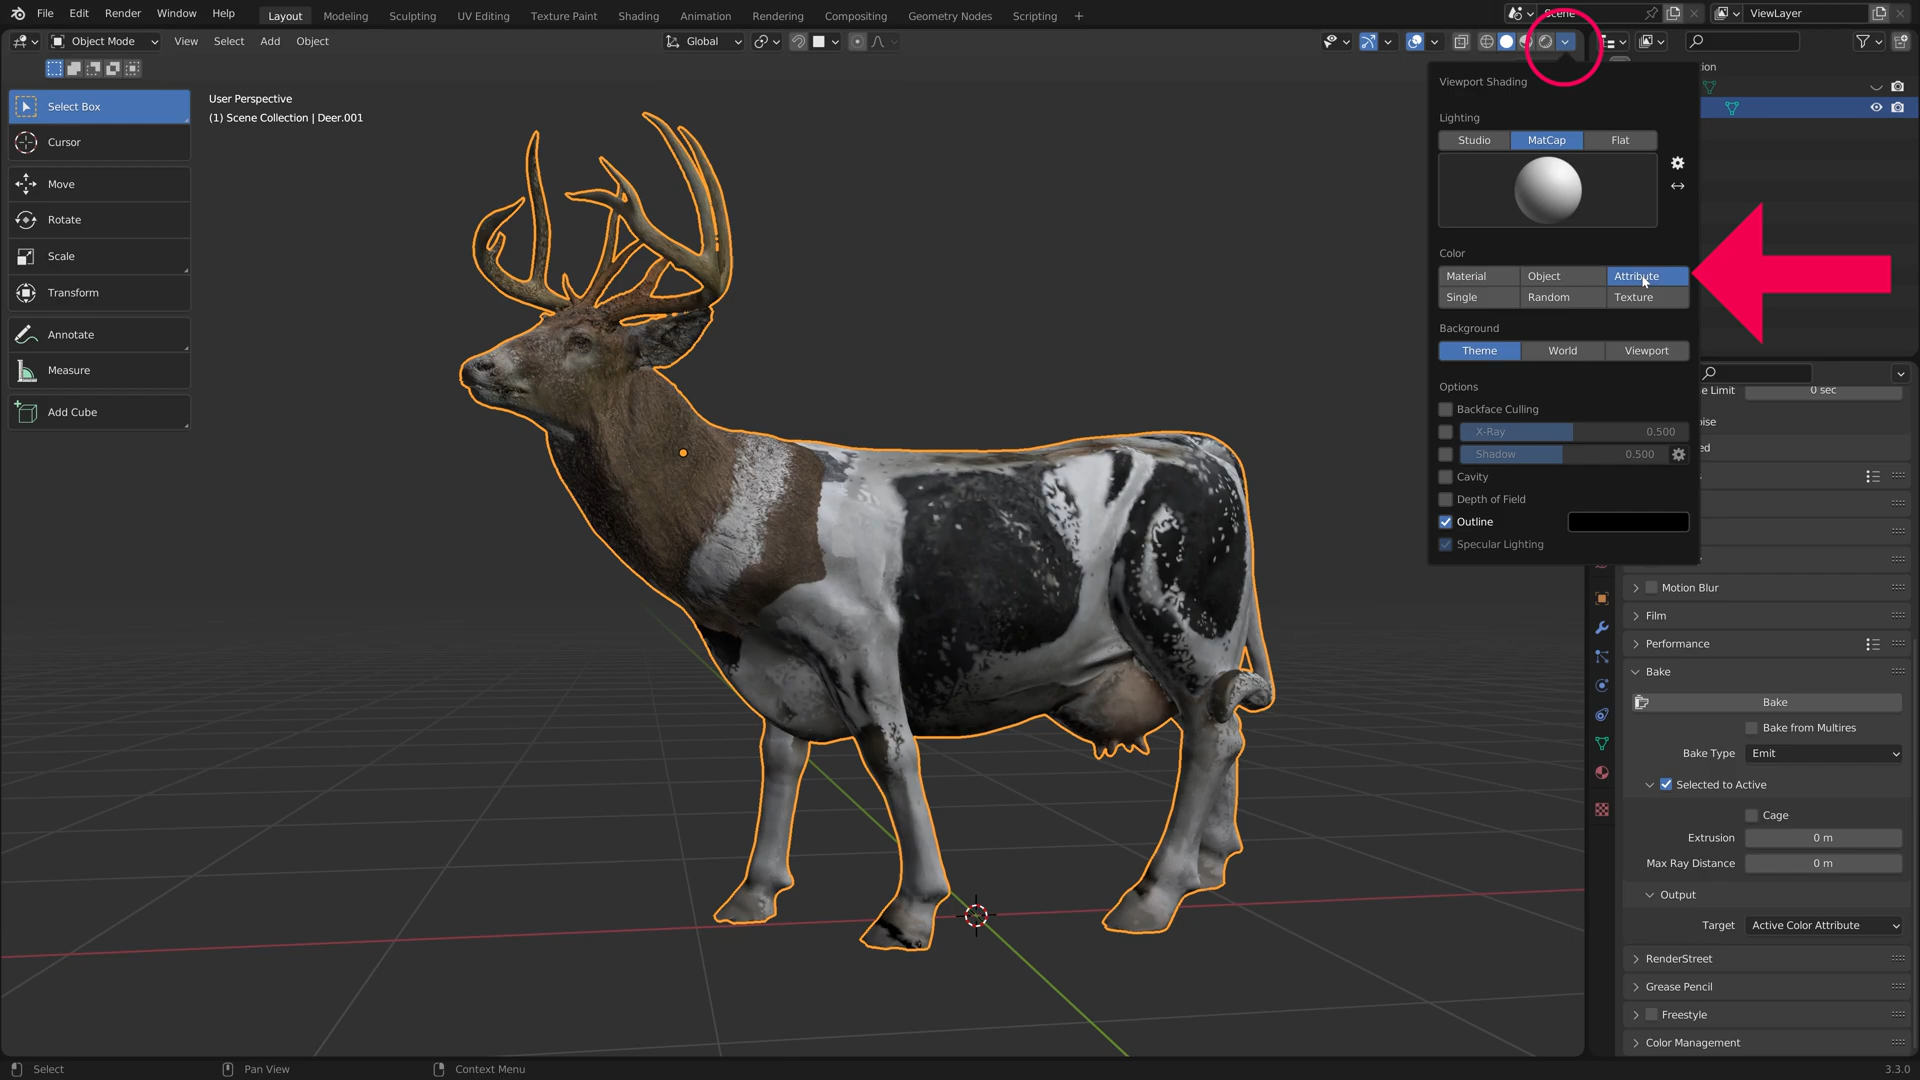 File Edit Render Window Help Layout Modeling Sculpting UV Editing Texture Paint Shading Animation Rendering Compositing Geometry Nodes Scripting + Scene ViewLayer
Object Mode View Select Add Object Global
Select Box
Cursor
Move
Rotate
Scale
Transform
Annotate
Measure
Add Cube
User Perspective
(1) Scene Collection | Deer.001
Viewport Shading
Lighting
Studio MatCap Flat
Color
Material Object Attribute
Single Random Texture
Background
Theme World Viewport
Options
Backface Culling
X-Ray 0.500
Shadow 0.500
Cavity
Depth of Field
Outline
Specular Lighting
tion
e Limit 0 sec
oise
ed
Motion Blur
Film
Performance
Bake
Bake
Bake from Multires
Bake Type Emit
Selected to Active
Cage
Extrusion 0 m
Max Ray Distance 0 m
Output
Target Active Color Attribute
RenderStreet
Grease Pencil
Freestyle
Color Management
Select Pan View Context Menu 3.3.0